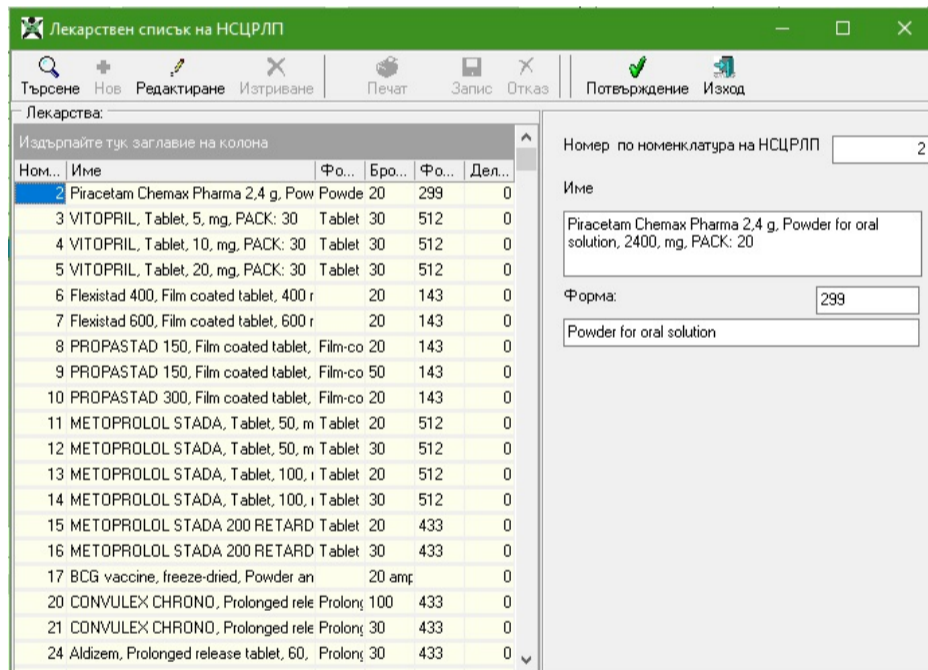 Лекарствен списък на НСЦРЛП
Търсене Нов Редактиране Изтриване Печат Запис Отказ Потвърждение Изход
Лекарства:
Издърпайте тук заглавие на колона
Ном... Име Фо... Бро... Фо... Дел...
2 Piracetam Chemax Pharma 2,4 g, Pow Powde 20 299 0
3 VITOPRIL, Tablet, 5, mg, PACK: 30 Tablet 30 512 0
4 VITOPRIL, Tablet, 10, mg, PACK: 30 Tablet 30 512 0
5 VITOPRIL, Tablet, 20, mg, PACK: 30 Tablet 30 512 0
6 Flexistad 400, Film coated tablet, 400 20 143 0
7 Flexistad 600, Film coated tablet, 600 20 143 0
8 PROPASTAD 150, Film coated tablet, Film-co 20 143 0
9 PROPASTAD 150, Film coated tablet, Film-co 50 143 0
10 PROPASTAD 300, Film coated tablet, Film-co 20 143 0
11 METOPROLOL STADA, Tablet, 50, m Tablet 20 512 0
12 METOPROLOL STADA, Tablet, 50, m Tablet 30 512 0
13 METOPROLOL STADA, Tablet, 100, Tablet 20 512 0
14 METOPROLOL STADA, Tablet, 100, Tablet 30 512 0
15 METOPROLOL STADA 200 RETARD Tablet 20 433 0
16 METOPROLOL STADA 200 RETARD Tablet 30 433 0
17 BCG vaccine, freeze-dried, Powder an 20 amp 0
20 CONVULEX CHRONO, Prolonged rele Prolong 100 433 0
21 CONVULEX CHRONO, Prolonged rele Prolong 30 433 0
24 Aldizem, Prolonged release tablet, 60, Prolong 30 433 0
Номер по номенклатура на НСЦРЛП 2
Име
Piracetam Chemax Pharma 2,4 g, Powder for oral
solution, 2400, mg, PACK: 20
Форма: 299
Powder for oral solution